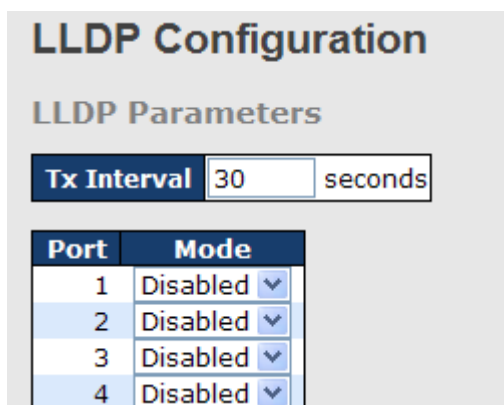 LLDP Configuration
LLDP Parameters
Tx Interval 30 seconds
Port Mode
1 Disabled
2 Disabled
3 Disabled
4 Disabled